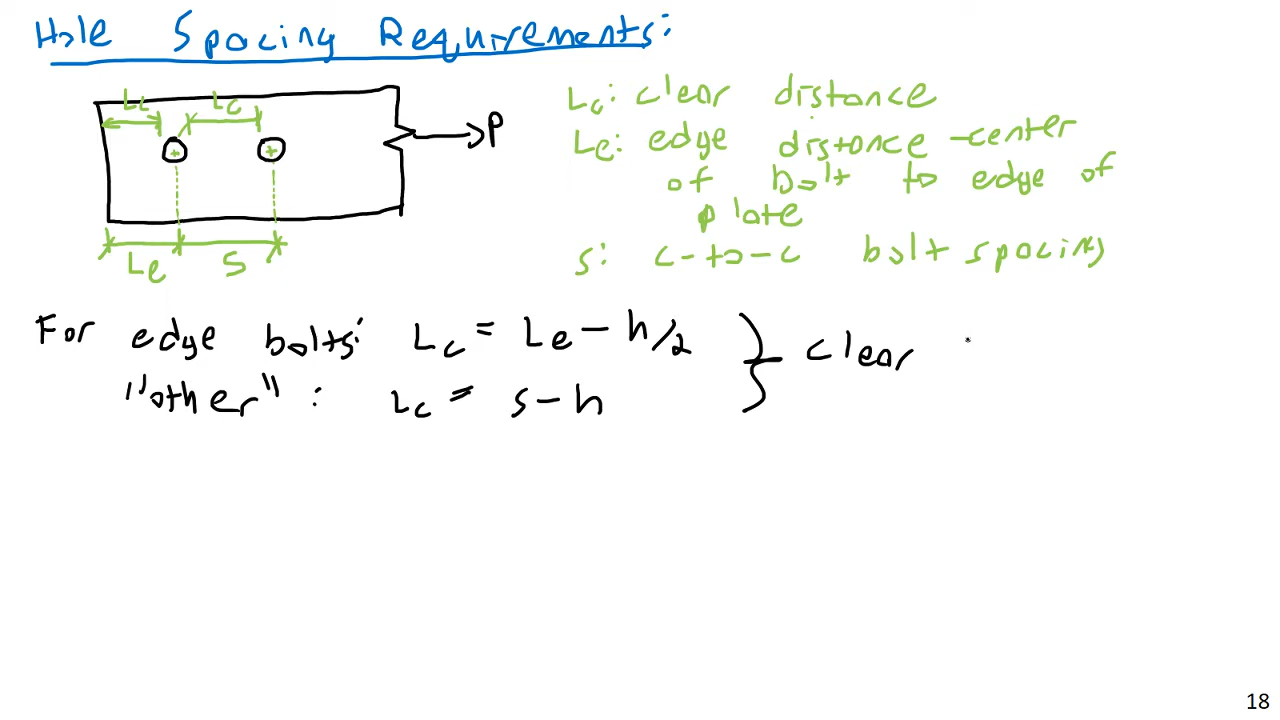 Hole Spacing Requirements:
Lc Lc
P
Le S
Lc: clear distance
Le: edge distance - center
of bolt to edge of
plate
s: c-to-c bolt spacing
For edge bolts: Lc = Le - h/2 } clear
"other": Lc = s - h
18